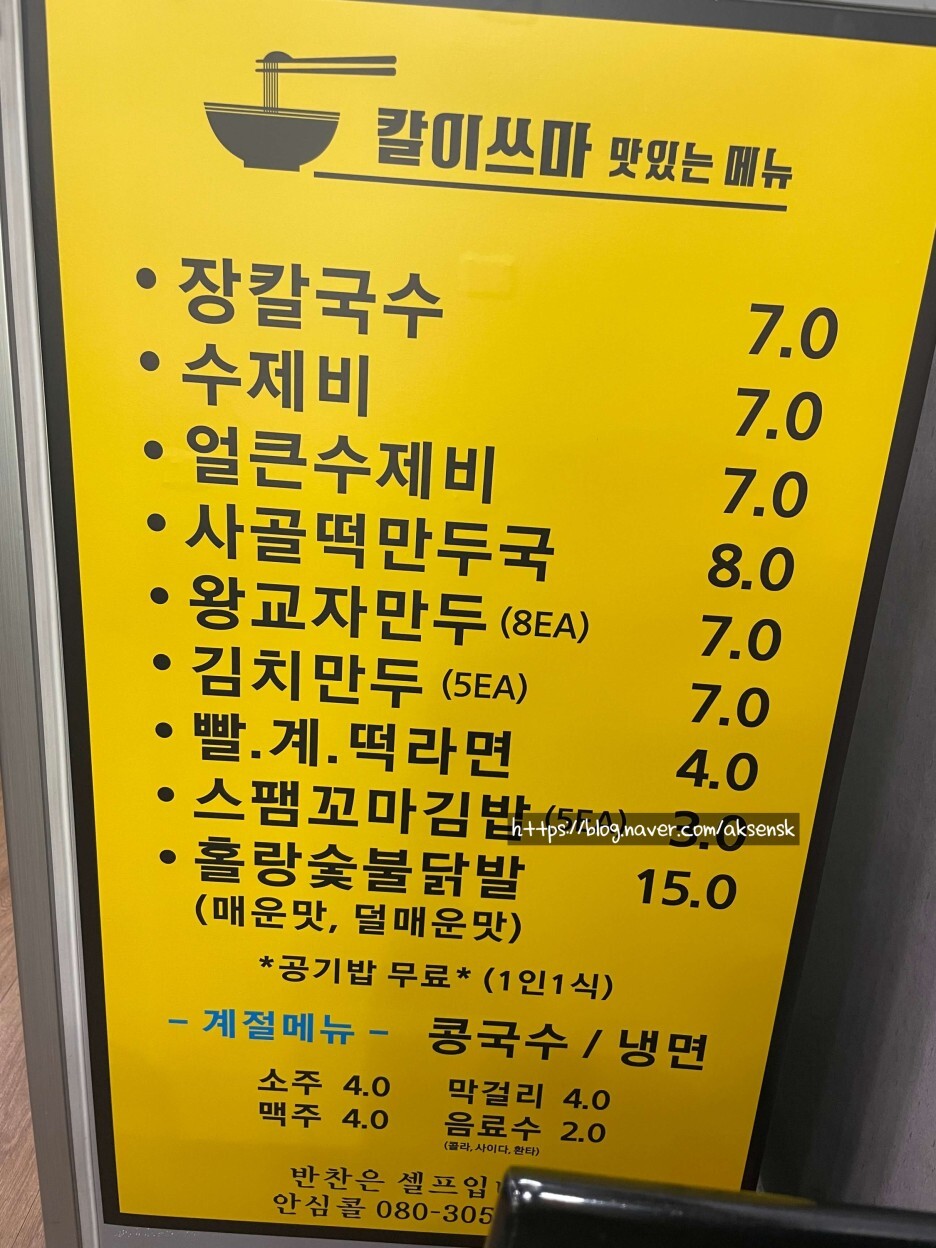 칼이쓰마 맛있는 메뉴
• 장칼국수 7.0
• 수제비 7.0
• 얼큰수제비 7.0
• 사골떡만두국 8.0
• 왕교자만두 (8EA) 7.0
• 김치만두 (5EA) 7.0
• 빨.계.떡라면 4.0
• 스팸꼬마김밥 (5EA) 3.0
https://blog.naver.com/aksensk
• 홀랑숯불닭발 15.0
(매운맛, 덜매운맛)
*공기밥 무료* (1인1식)
- 계절메뉴 - 콩국수 / 냉면
소주 4.0 막걸리 4.0
맥주 4.0 음료수 2.0
(콜라, 사이다, 환타)
반찬은 셀프입
안심콜 080-305